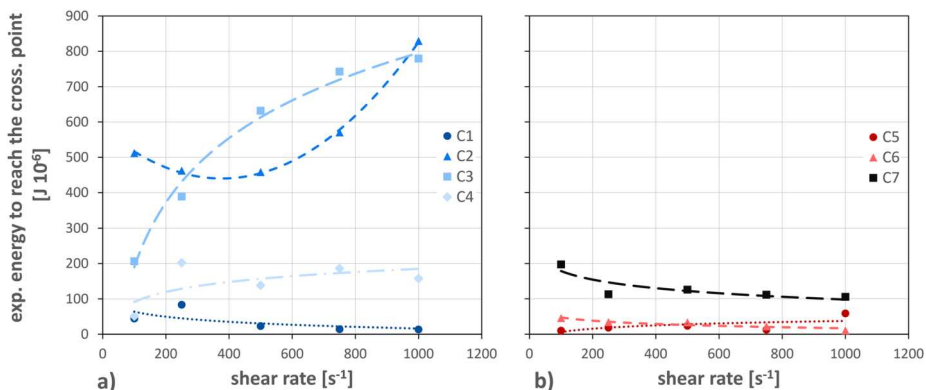 exp. energy to reach the cross. point
[J 10⁻⁶]
900
800
700
600
500
400
300
200
100
0
C1
C2
C3
C4
0 200 400 600 800 1000 1200
a) shear rate [s⁻¹]
C5
C6
C7
0 200 400 600 800 1000 1200
b) shear rate [s⁻¹]